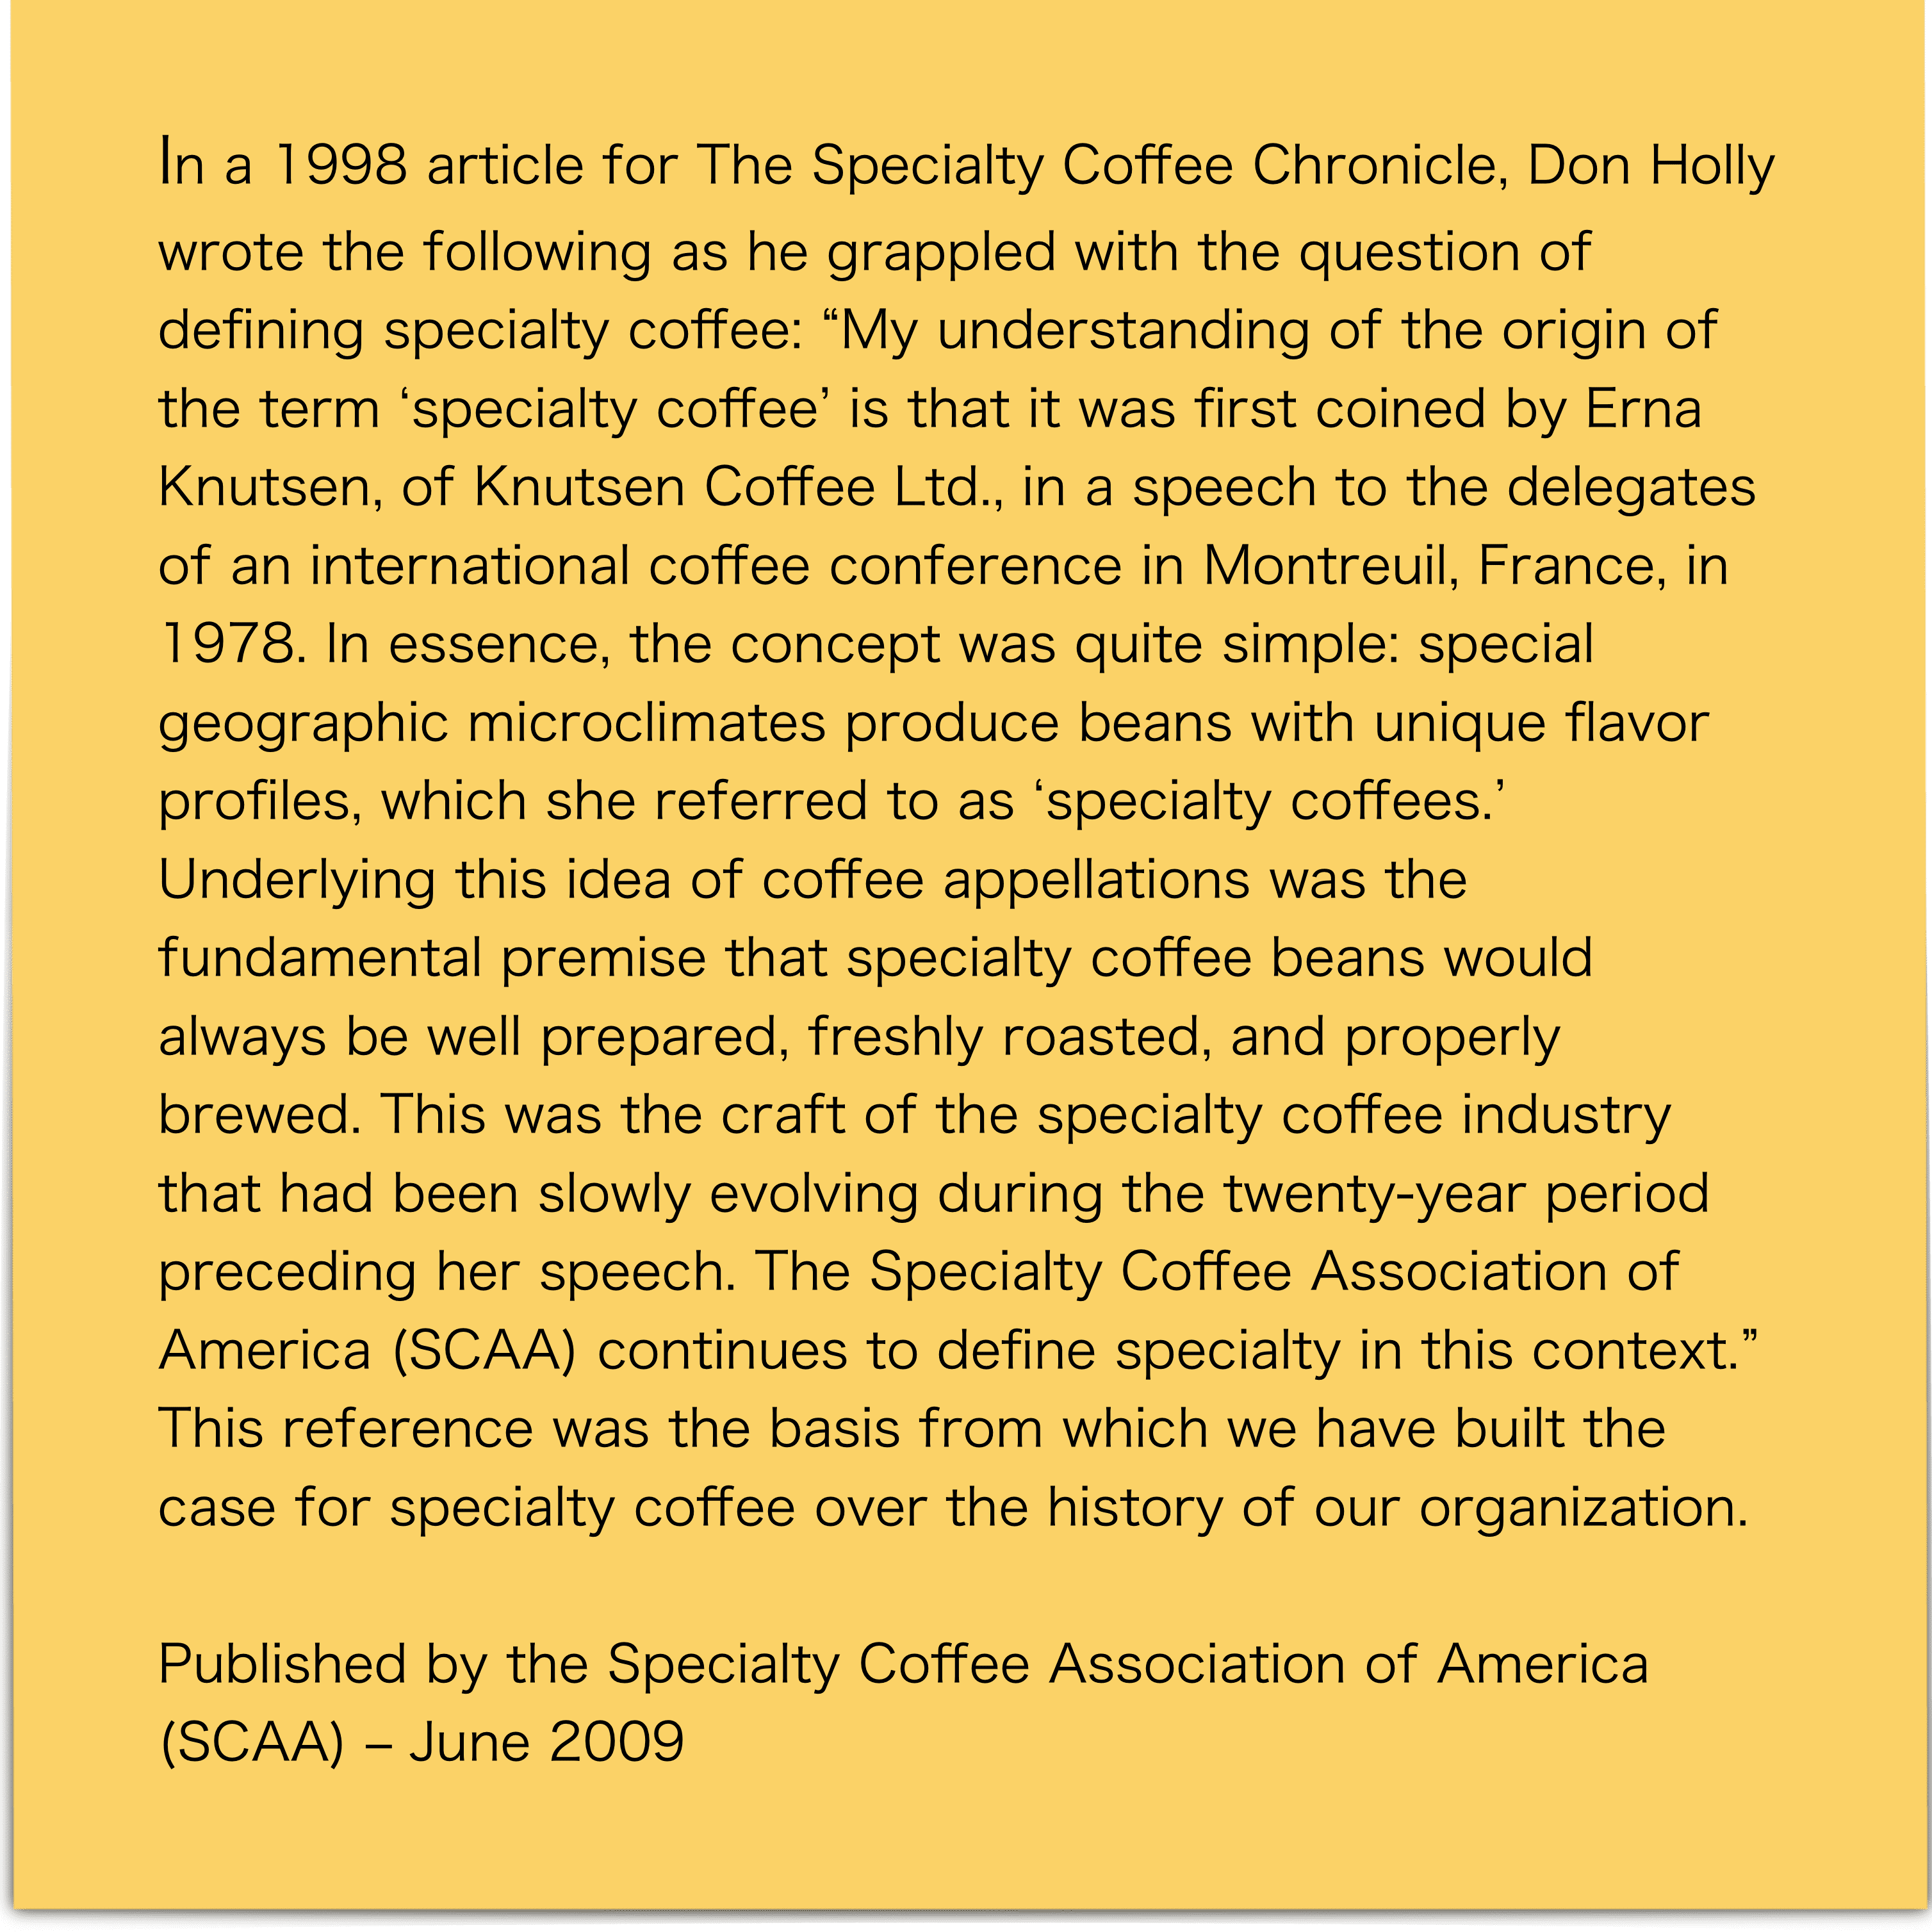 In a 1998 article for The Specialty Coffee Chronicle, Don Holly
wrote the following as he grappled with the question of
defining specialty coffee: “My understanding of the origin of
the term ‘specialty coffee’ is that it was first coined by Erna
Knutsen, of Knutsen Coffee Ltd., in a speech to the delegates
of an international coffee conference in Montreuil, France, in
1978. In essence, the concept was quite simple: special
geographic microclimates produce beans with unique flavor
profiles, which she referred to as ‘specialty coffees.’
Underlying this idea of coffee appellations was the
fundamental premise that specialty coffee beans would
always be well prepared, freshly roasted, and properly
brewed. This was the craft of the specialty coffee industry
that had been slowly evolving during the twenty-year period
preceding her speech. The Specialty Coffee Association of
America (SCAA) continues to define specialty in this context.”
This reference was the basis from which we have built the
case for specialty coffee over the history of our organization.
Published by the Specialty Coffee Association of America
(SCAA) – June 2009